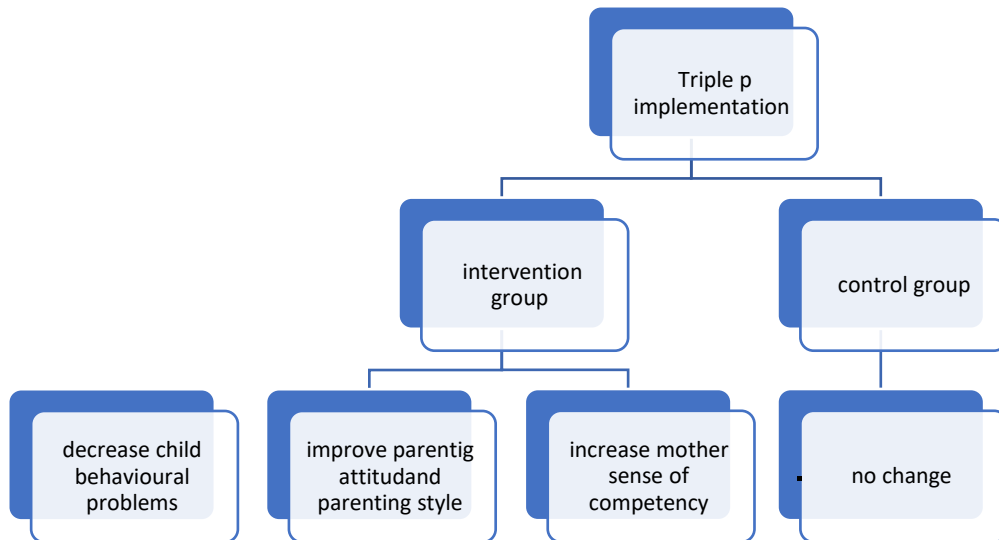 Triple p
implementation
intervention
group
control group
decrease child
behavioural
problems
improve parentig
attitudand
parenting style
increase mother
sense of
competency
no change